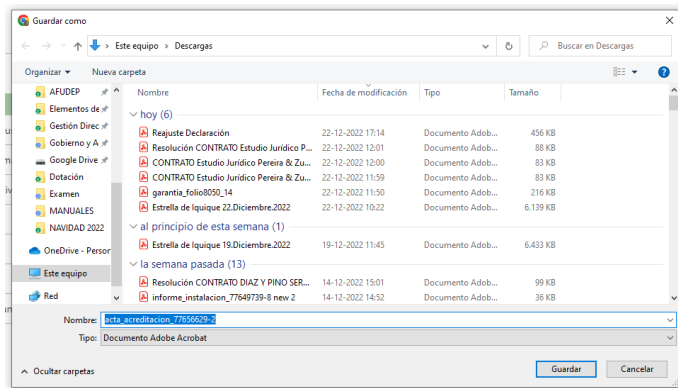 Guardar como
Este equipo > Descargas
Buscar en Descargas
Organizar
Nueva carpeta
AFUDEP
Elementos de
Gestión Direc
Gobierno y A
Google Drive
Dotación
Examen
MANUALES
NAVIDAD 2022
OneDrive - Person
Este equipo
Red
Nombre Fecha de modificación Tipo Tamaño
hoy (6)
Reajuste Declaración 22-12-2022 17:14 Documento Adob... 456 KB
Resolución CONTRATO Estudio Jurídico P... 22-12-2022 12:01 Documento Adob... 88 KB
CONTRATO Estudio Jurídico Pereira & Zu... 22-12-2022 12:00 Documento Adob... 83 KB
CONTRATO Estudio Jurídico Pereira & Zu... 22-12-2022 11:59 Documento Adob... 83 KB
garantia_folio8050_14 22-12-2022 11:50 Documento Adob... 216 KB
Estrella de Iquique 22.Diciembre.2022 22-12-2022 10:22 Documento Adob... 6.139 KB
al principio de esta semana (1)
Estrella de Iquique 19.Diciembre.2022 19-12-2022 11:45 Documento Adob... 6.433 KB
la semana pasada (13)
Resolución CONTRATO DIAZ Y PINO SER... 14-12-2022 15:01 Documento Adob... 99 KB
informe_instalacion_77649739-8 new 2 14-12-2022 14:52 Documento Adob... 36 KB
Nombre: acta_acreditacion_77656629-2
Tipo: Documento Adobe Acrobat
Ocultar carpetas
Guardar
Cancelar